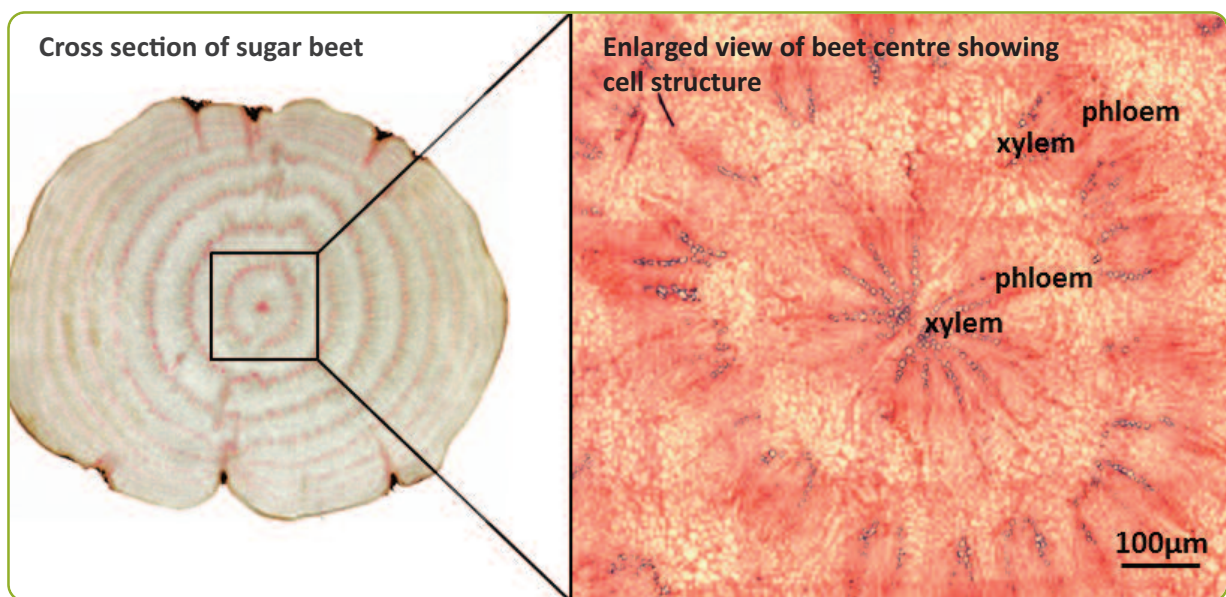 Cross section of sugar beet
Enlarged view of beet centre showing
cell structure
phloem
xylem
phloem
xylem
100µm